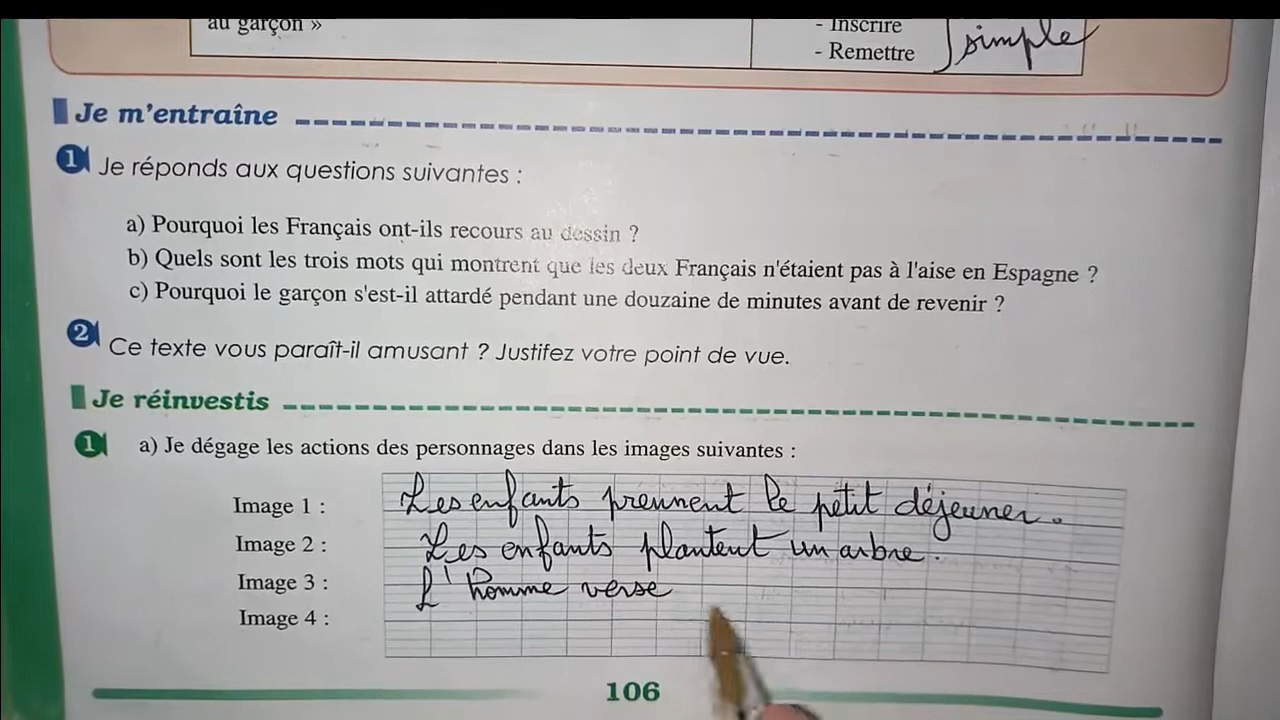 au garçon »
- Inscrire
- Remettre
simple
Je m'entraîne
1 Je réponds aux questions suivantes :
a) Pourquoi les Français ont-ils recours au dessin ?
b) Quels sont les trois mots qui montrent que les deux Français n'étaient pas à l'aise en Espagne ?
c) Pourquoi le garçon s'est-il attardé pendant une douzaine de minutes avant de revenir ?
2 Ce texte vous paraît-il amusant ? Justifez votre point de vue.
Je réinvestis
1 a) Je dégage les actions des personnages dans les images suivantes :
Image 1 : Les enfants prennent le petit déjeuner.
Image 2 : Les enfants plantent un arbre.
Image 3 : L'homme verse
Image 4 :
106